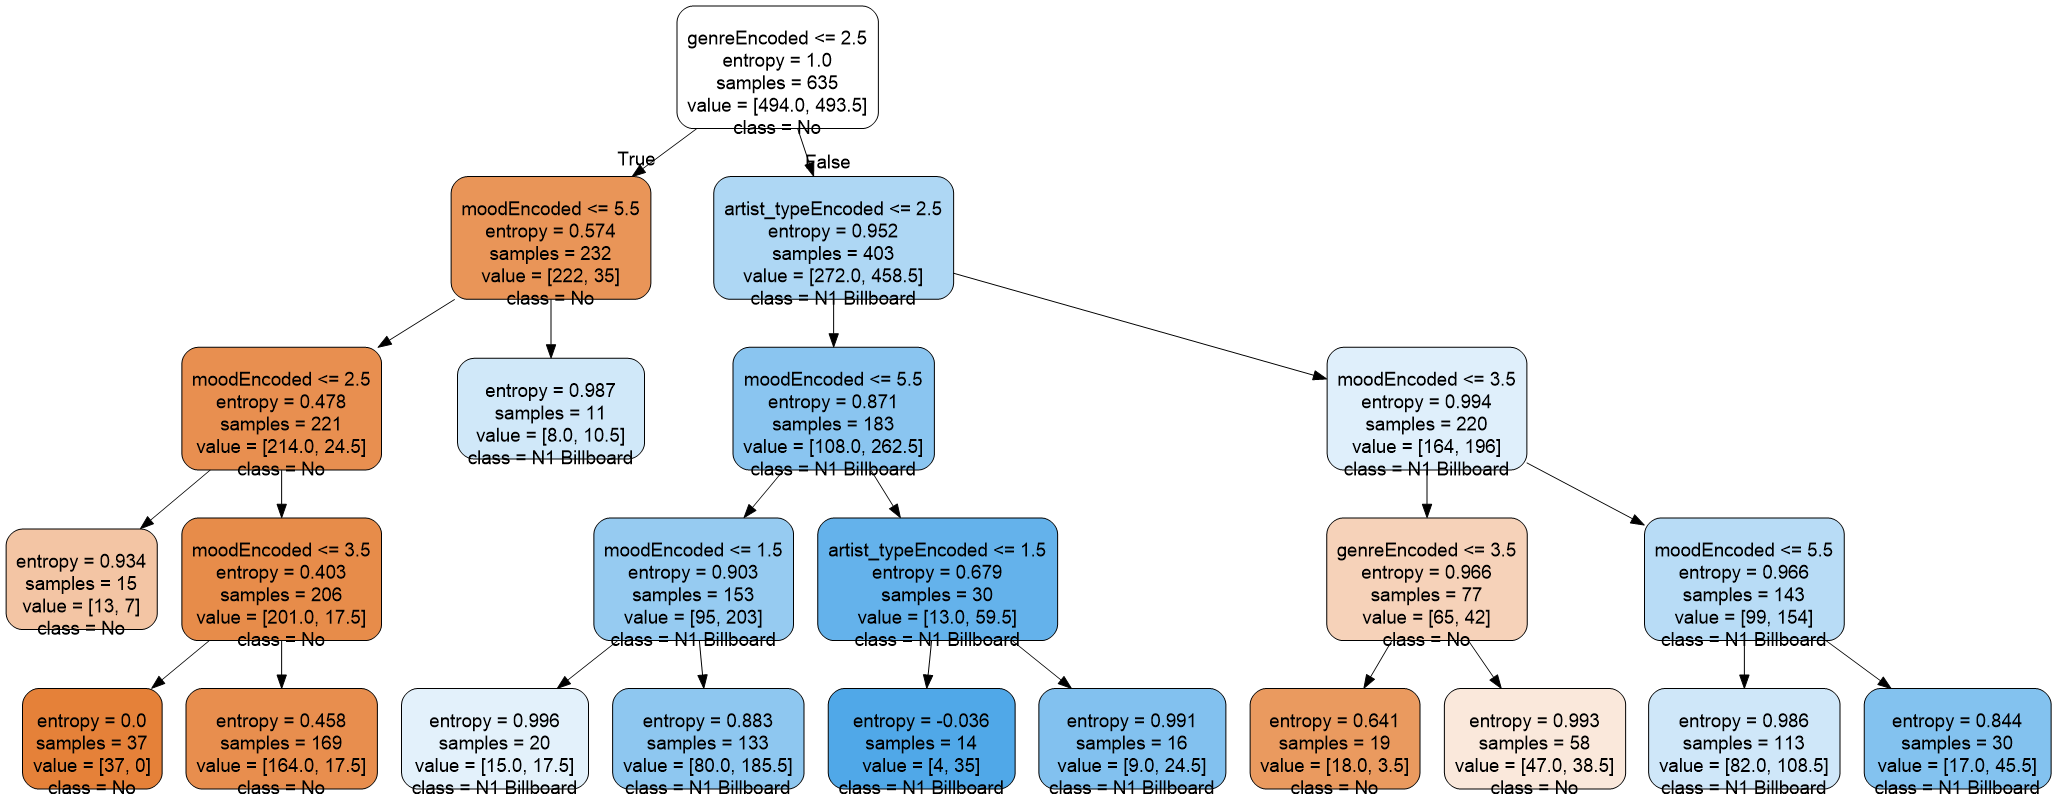 genreEncoded <= 2.5
entropy = 1.0
samples = 635
value = [494.0, 493.5]
class = No
True
False
moodEncoded <= 5.5
entropy = 0.574
samples = 232
value = [222, 35]
class = No
artist_typeEncoded <= 2.5
entropy = 0.952
samples = 403
value = [272.0, 458.5]
class = N1 Billboard
moodEncoded <= 2.5
entropy = 0.478
samples = 221
value = [214.0, 24.5]
class = No
entropy = 0.987
samples = 11
value = [8.0, 10.5]
class = N1 Billboard
moodEncoded <= 5.5
entropy = 0.871
samples = 183
value = [108.0, 262.5]
class = N1 Billboard
moodEncoded <= 3.5
entropy = 0.994
samples = 220
value = [164, 196]
class = N1 Billboard
entropy = 0.934
samples = 15
value = [13, 7]
class = No
moodEncoded <= 3.5
entropy = 0.403
samples = 206
value = [201.0, 17.5]
class = No
moodEncoded <= 1.5
entropy = 0.903
samples = 153
value = [95, 203]
class = N1 Billboard
artist_typeEncoded <= 1.5
entropy = 0.679
samples = 30
value = [13.0, 59.5]
class = N1 Billboard
genreEncoded <= 3.5
entropy = 0.966
samples = 77
value = [65, 42]
class = No
moodEncoded <= 5.5
entropy = 0.966
samples = 143
value = [99, 154]
class = N1 Billboard
entropy = 0.0
samples = 37
value = [37, 0]
class = No
entropy = 0.458
samples = 169
value = [164.0, 17.5]
class = No
entropy = 0.996
samples = 20
value = [15.0, 17.5]
class = N1 Billboard
entropy = 0.883
samples = 133
value = [80.0, 185.5]
class = N1 Billboard
entropy = -0.036
samples = 14
value = [4, 35]
class = N1 Billboard
entropy = 0.991
samples = 16
value = [9.0, 24.5]
class = N1 Billboard
entropy = 0.641
samples = 19
value = [18.0, 3.5]
class = No
entropy = 0.993
samples = 58
value = [47.0, 38.5]
class = No
entropy = 0.986
samples = 113
value = [82.0, 108.5]
class = N1 Billboard
entropy = 0.844
samples = 30
value = [17.0, 45.5]
class = N1 Billboard